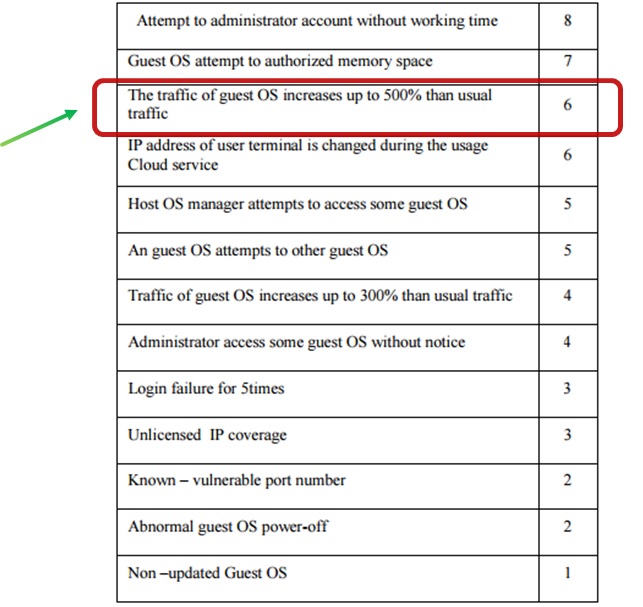 Attempt to administrator account without working time 8
Guest OS attempt to authorized memory space 7
The traffic of guest OS increases up to 500% than usual
traffic 6
IP address of user terminal is changed during the usage
Cloud service 6
Host OS manager attempts to access some guest OS 5
An guest OS attempts to other guest OS 5
Traffic of guest OS increases up to 300% than usual traffic 4
Administrator access some guest OS without notice 4
Login failure for 5times 3
Unlicensed IP coverage 3
Known – vulnerable port number 2
Abnormal guest OS power-off 2
Non –updated Guest OS 1